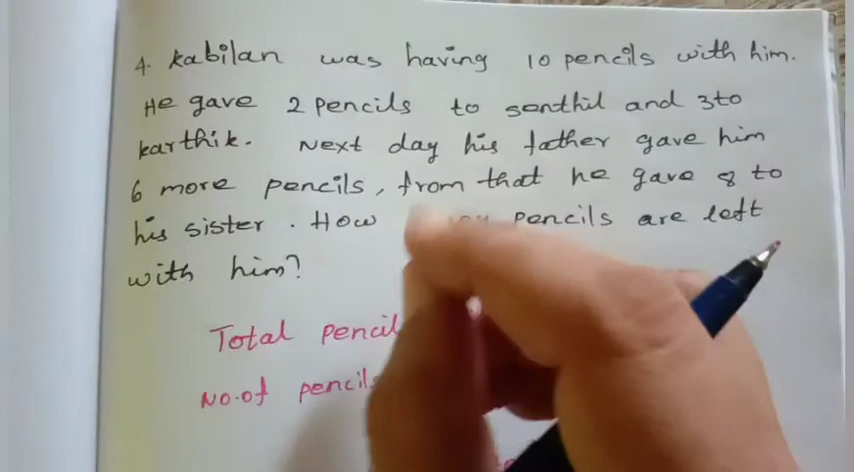 4. Kabilan was having 10 pencils with him.
He gave 2 pencils to Senthil and 3 to
karthik. Next day his father gave him
6 more pencils, from that he gave 8 to
his sister. How pencils are left
with him?
Total pencil
No.of pencils